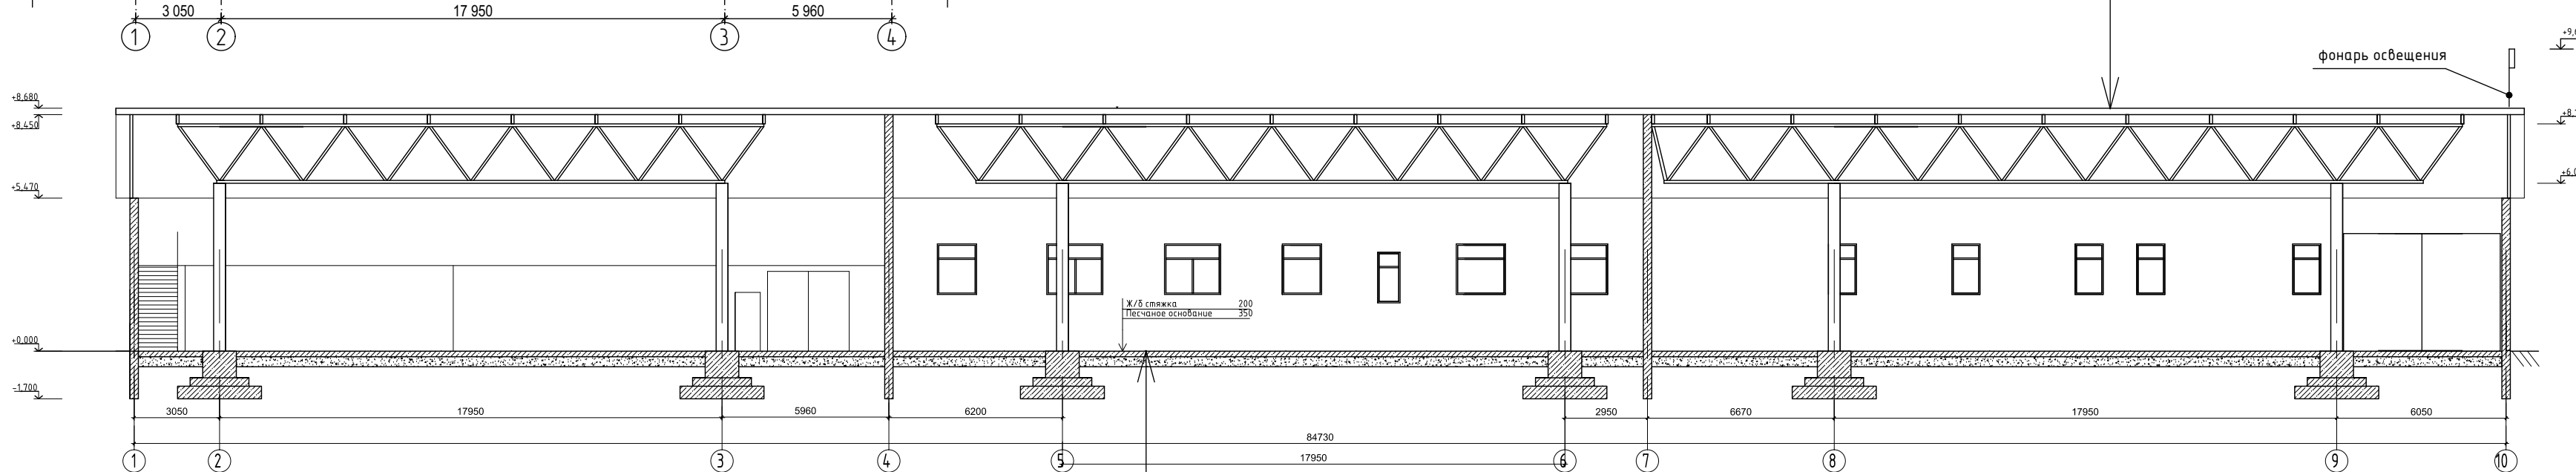 3 050 17 950 5 960
1 2 3 4
фонарь освещения
+8.680
+8.450
+5.470
Ж/б стяжка 200
Песчаное основание 350
+0.000
-1.700
3050 17950 5960 6200 2950 6670 17950 6050
84730
17950
1 2 3 4 5 6 7 8 9 10